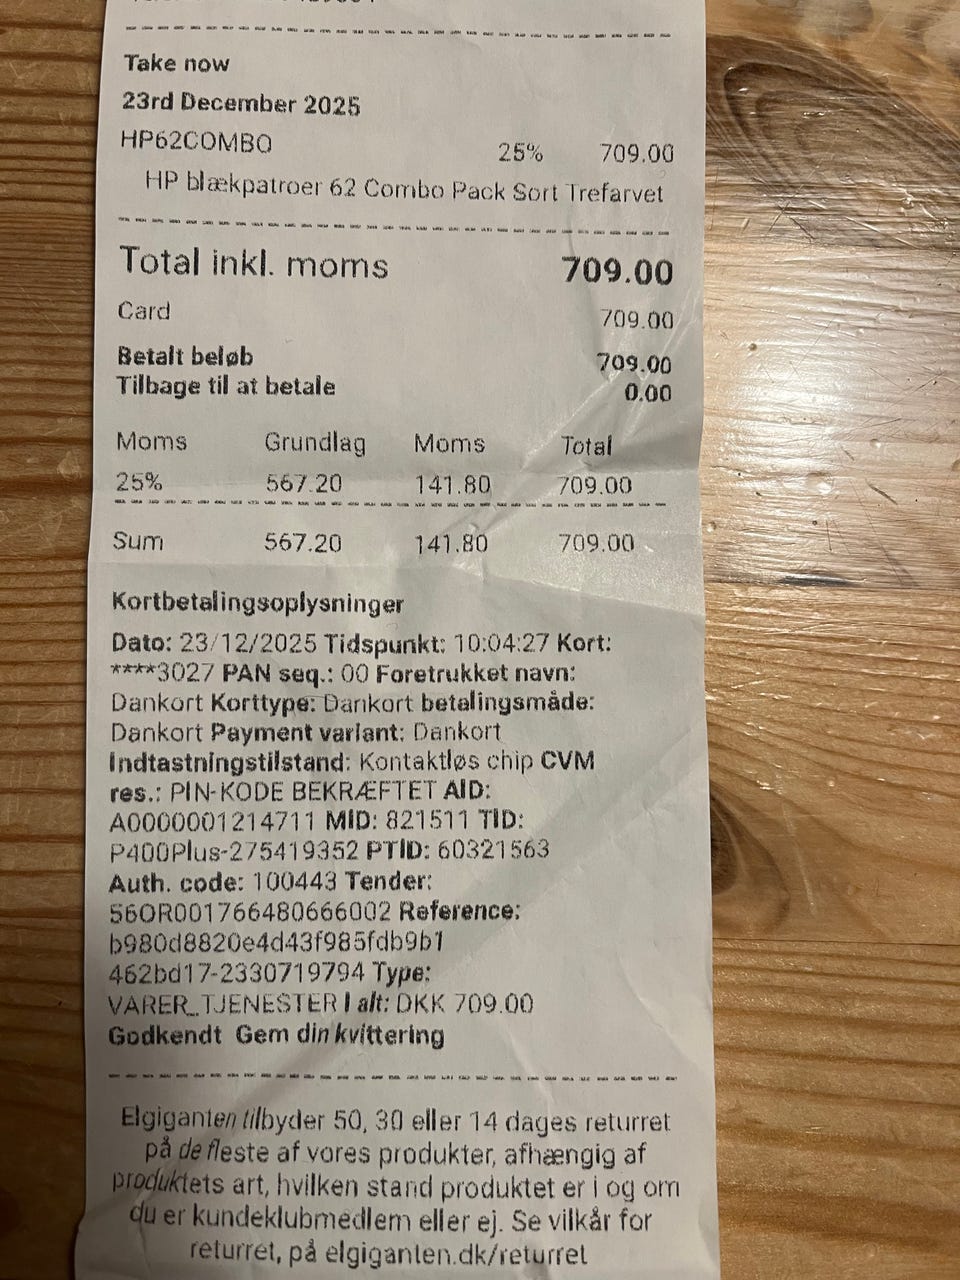 Take now
23rd December 2025
HP62COMBO 25% 709.00
HP blækpatroer 62 Combo Pack Sort Trefarvet
Total inkl. moms 709.00
Card 709.00
Betalt beløb 709.00
Tilbage til at betale 0.00
Moms Grundlag Moms Total
25% 567.20 141.80 709.00
Sum 567.20 141.80 709.00
Kortbetalingsoplysninger
Dato: 23/12/2025 Tidspunkt: 10:04:27 Kort:
****3027 PAN seq.: 00 Foretrukket navn:
Dankort Korttype: Dankort betalingsmåde:
Dankort Payment variant: Dankort
Indtastningstilstand: Kontaktløs chip CVM
res.: PIN-KODE BEKRÆFTET AID:
A0000001214711 MID: 821511 TID:
P400Plus-275419352 PTID: 60321563
Auth. code: 100443 Tender:
56OR001766480666002 Reference:
b980d8820e4d43f985fdb9b1
462bd17-2330719794 Type:
VARER_TJENESTER I alt: DKK 709.00
Godkendt Gem din kvittering
Elgiganten tilbyder 50, 30 eller 14 dages returret
på de fleste af vores produkter, afhængig af
produktets art, hvilken stand produktet er i og om
du er kundeklubmedlem eller ej. Se vilkår for
returret, på elgiganten.dk/returret